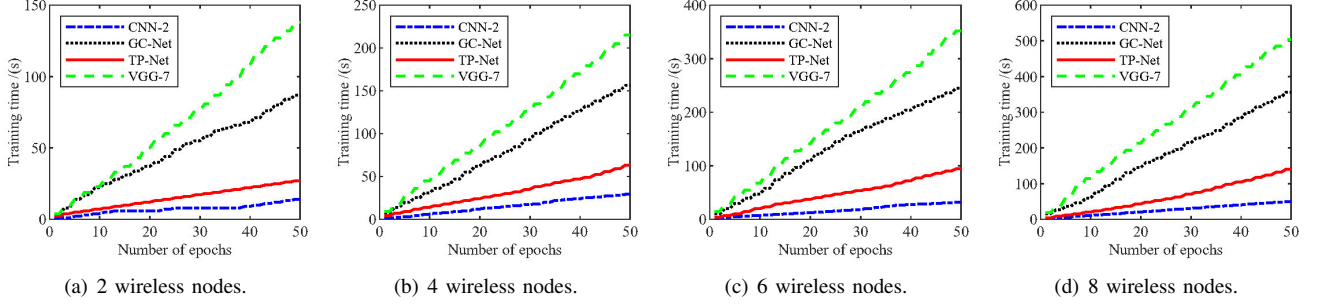 150
100
50
0
0 10 20 30 40 50
Training time /(s)
Number of epochs
CNN-2
GC-Net
TP-Net
VGG-7
(a) 2 wireless nodes.
250
200
150
100
50
0
0 10 20 30 40 50
Training time /(s)
Number of epochs
CNN-2
GC-Net
TP-Net
VGG-7
(b) 4 wireless nodes.
400
300
200
100
0
0 10 20 30 40 50
Training time /(s)
Number of epochs
CNN-2
GC-Net
TP-Net
VGG-7
(c) 6 wireless nodes.
600
500
400
300
200
100
0
0 10 20 30 40 50
Training time /(s)
Number of epochs
CNN-2
GC-Net
TP-Net
VGG-7
(d) 8 wireless nodes.